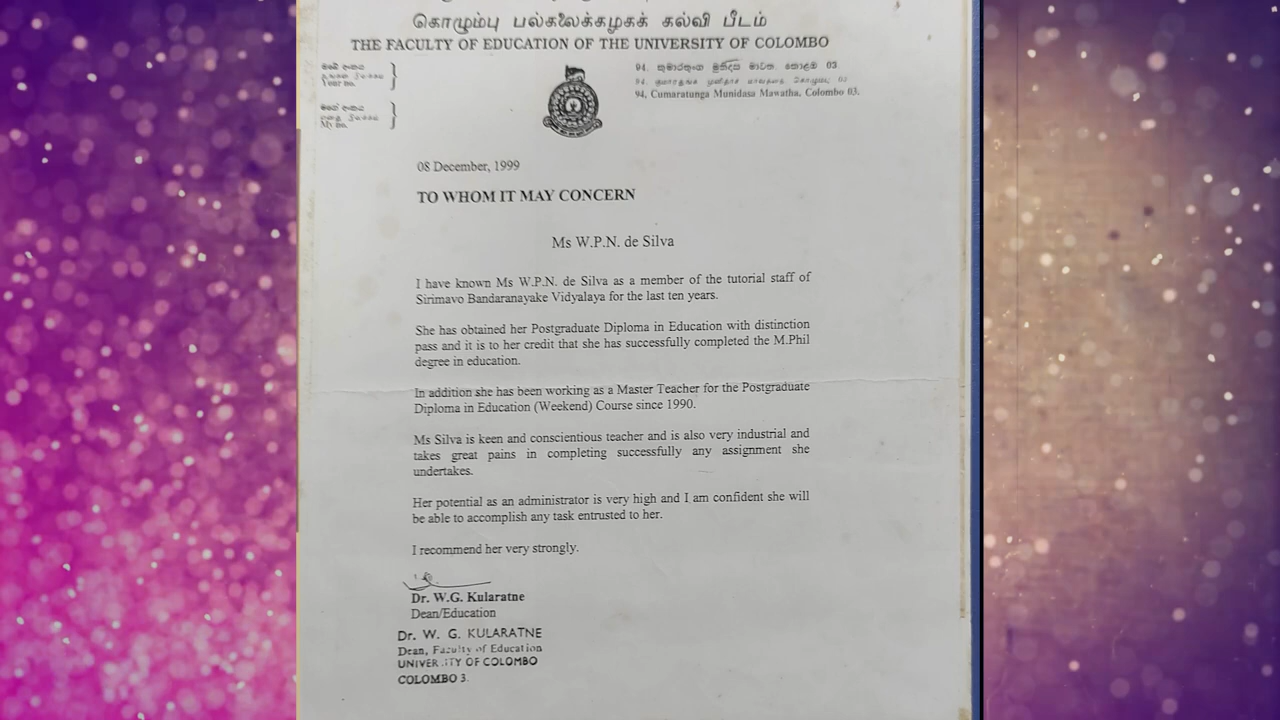 கொழும்பு பல்கலைக்கழகக் கல்வி பீடம்
THE FACULTY OF EDUCATION OF THE UNIVERSITY OF COLOMBO
Your no.
My no.
94, කුමාරතුංග මුනිදාස මාවත, කොළඹ 03
94, Cumaratunga Munidasa Mawatha, Colombo 03.
08 December, 1999
TO WHOM IT MAY CONCERN
Ms W.P.N. de Silva
I have known Ms W.P.N. de Silva as a member of the tutorial staff of
Sirimavo Bandaranayake Vidyalaya for the last ten years.
She has obtained her Postgraduate Diploma in Education with distinction
pass and it is to her credit that she has successfully completed the M.Phil
degree in education.
In addition she has been working as a Master Teacher for the Postgraduate
Diploma in Education (Weekend) Course since 1990.
Ms Silva is keen and conscientious teacher and is also very industrial and
takes great pains in completing successfully any assignment she
undertakes.
Her potential as an administrator is very high and I am confident she will
be able to accomplish any task entrusted to her.
I recommend her very strongly.
Dr. W.G. Kularatne
Dean/Education
Dr. W. G. KULARATNE
Dean, Faculty of Education
UNIVERSITY OF COLOMBO
COLOMBO 3.